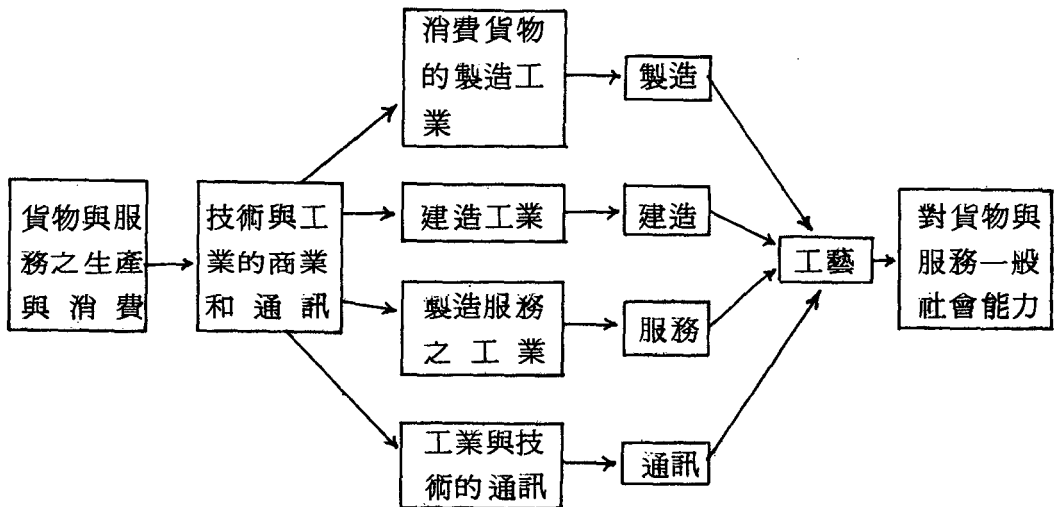 貨物與服
務之生產
與消費
技術與工
業的商業
和通訊
消費貨物
的製造工
業
建造工業
製造服務
之工業
工業與技
術的通訊
製造
建造
服務
通訊
工藝
對貨物與
服務一般
社會能力